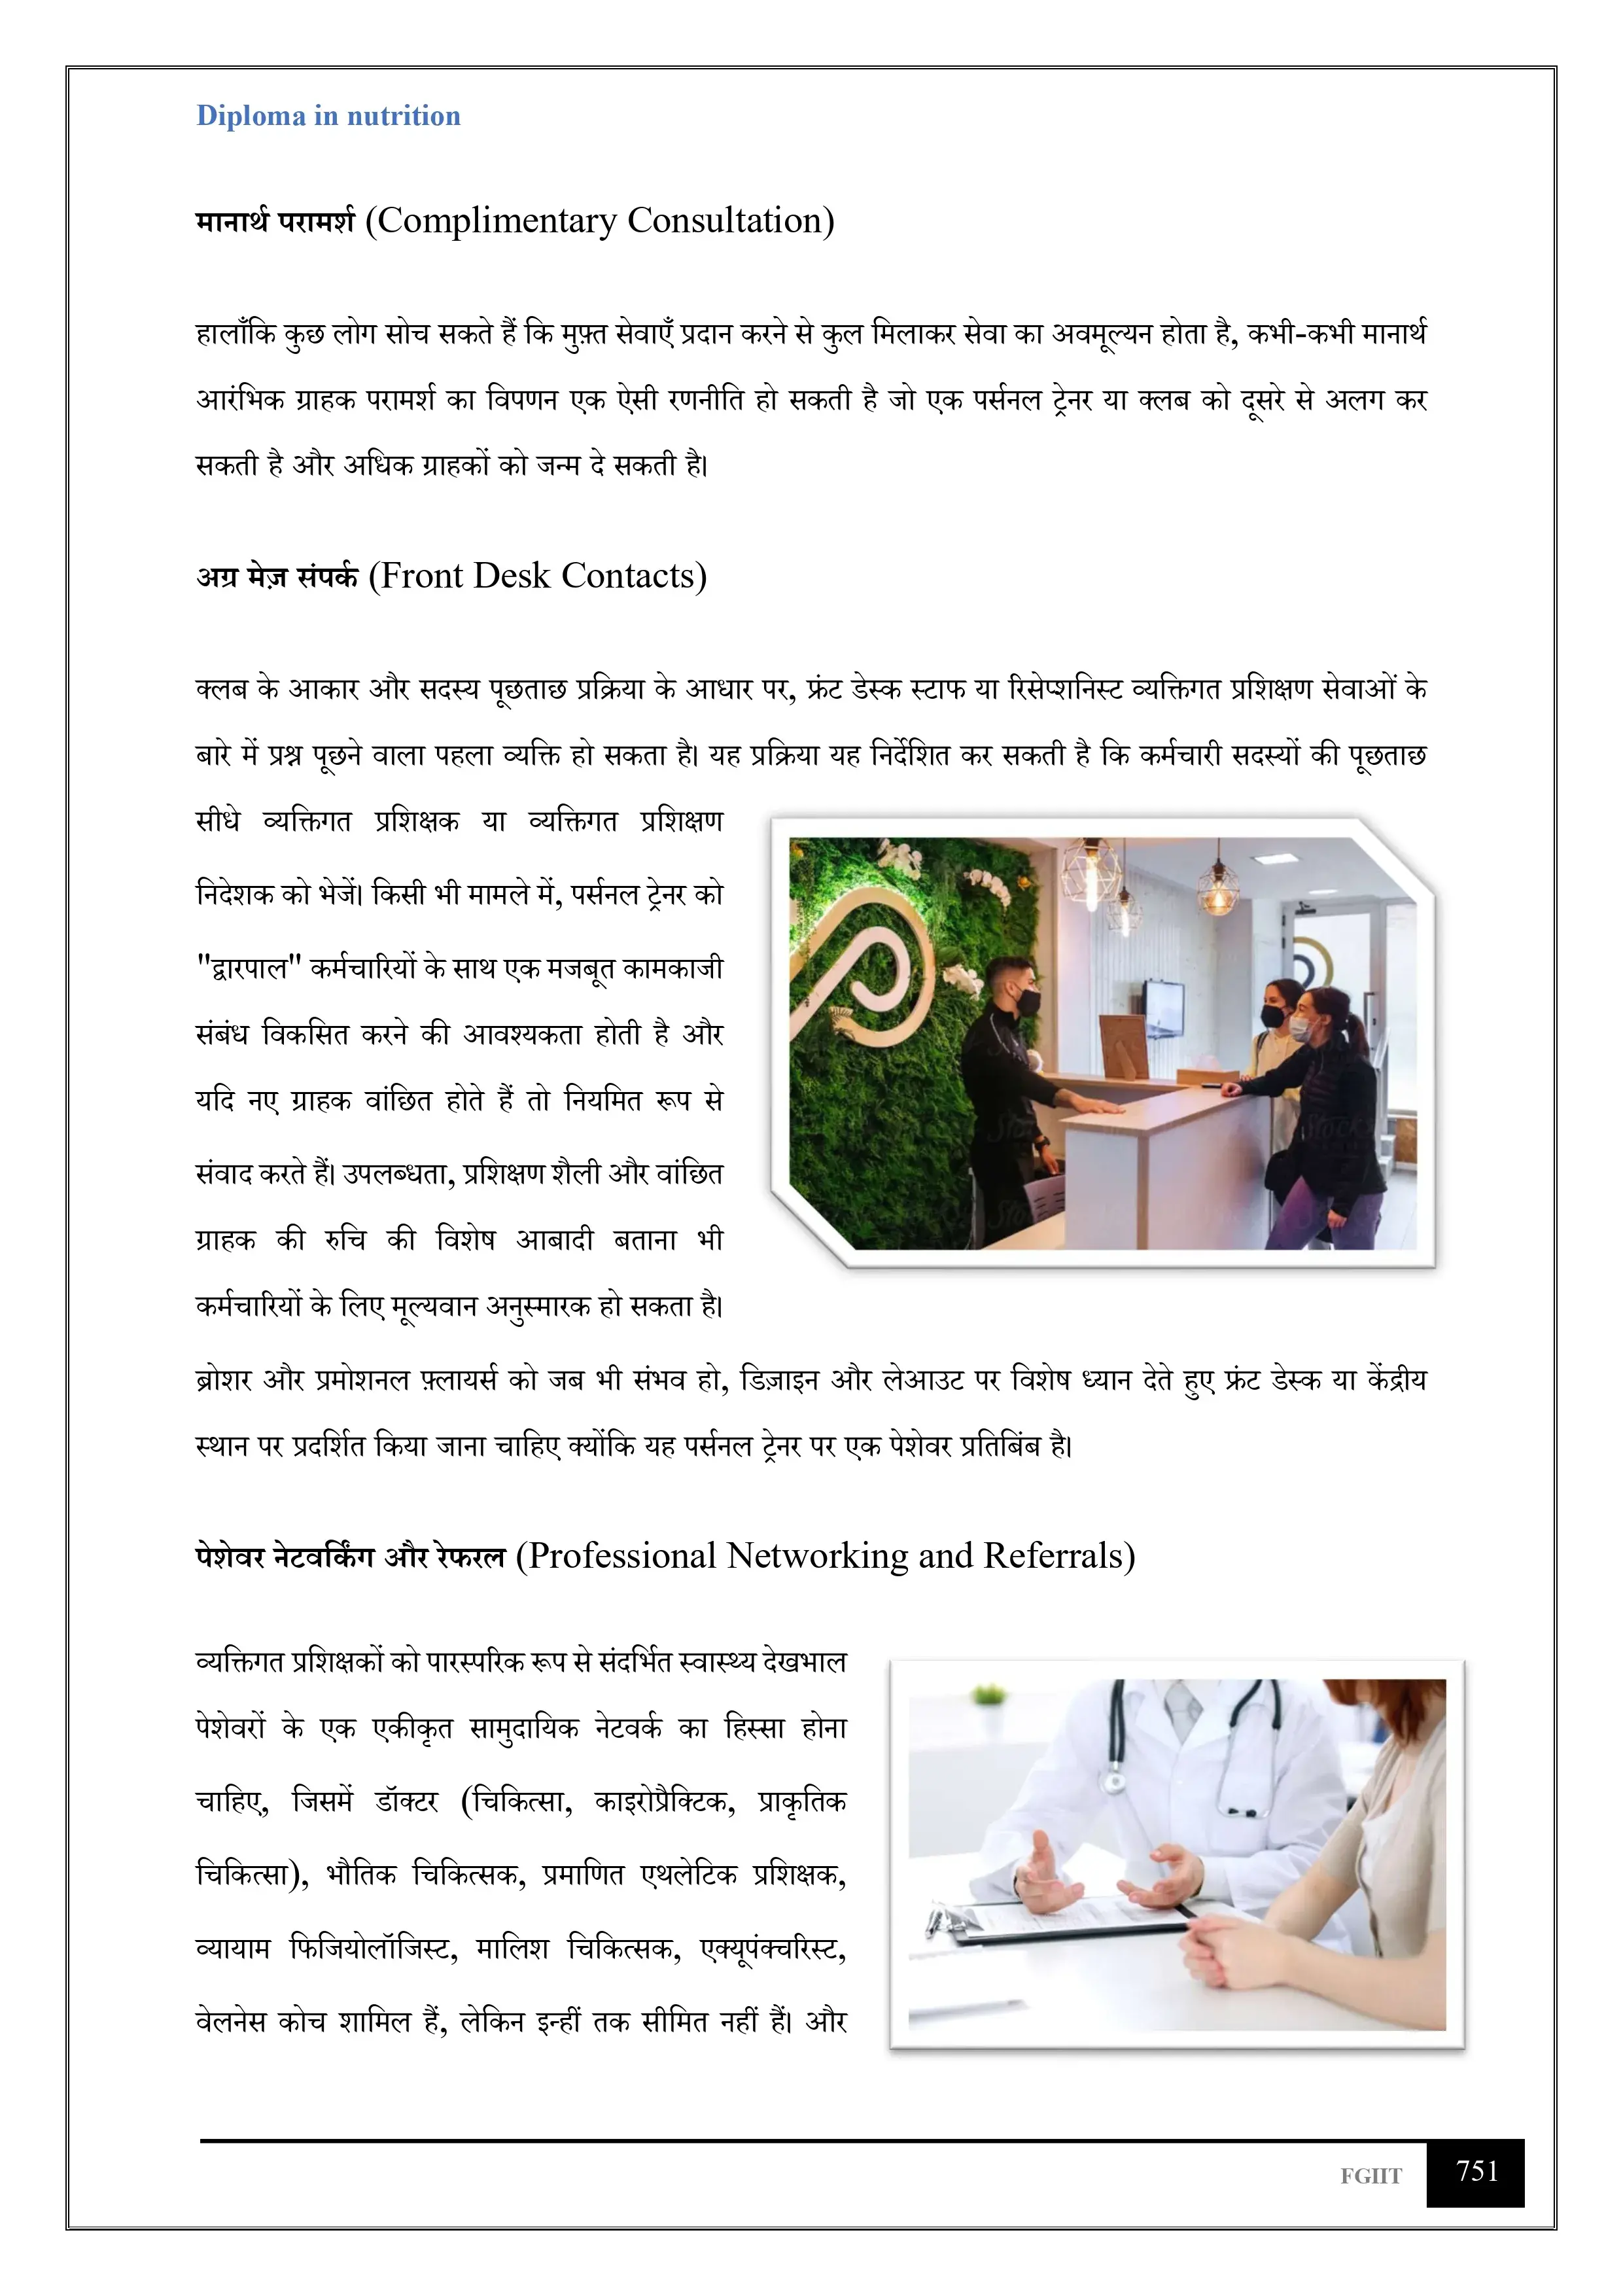 Diploma in nutrition
मानार्थ परामर्श (Complimentary Consultation)
हालाँकि कुछ लोग सोच सकते हैं कि मुफ़्त सेवाएँ प्रदान करने से कुल मिलाकर सेवा का अवमूल्यन होता है, कभी-कभी मानार्थ
आरंभिक ग्राहक परामर्श का विपणन एक ऐसी रणनीति हो सकती है जो एक पर्सनल ट्रेनर या क्लब को दूसरे से अलग कर
सकती है और अधिक ग्राहकों को जन्म दे सकती है।
अग्र मेज़ संपर्क (Front Desk Contacts)
क्लब के आकार और सदस्य पूछताछ प्रक्रिया के आधार पर, फ्रंट डेस्क स्टाफ या रिसेप्शनिस्ट व्यक्तिगत प्रशिक्षण सेवाओं के
बारे में प्रश्न पूछने वाला पहला व्यक्ति हो सकता है। यह प्रक्रिया यह निर्देशित कर सकती है कि कर्मचारी सदस्यों की पूछताछ
सीधे व्यक्तिगत प्रशिक्षक या व्यक्तिगत प्रशिक्षण
निदेशक को भेजें। किसी भी मामले में, पर्सनल ट्रेनर को
"द्वारपाल" कर्मचारियों के साथ एक मजबूत कामकाजी
संबंध विकसित करने की आवश्यकता होती है और
यदि नए ग्राहक वांछित होते हैं तो नियमित रूप से
संवाद करते हैं। उपलब्धता, प्रशिक्षण शैली और वांछित
ग्राहक की रुचि की विशेष आबादी बताना भी
कर्मचारियों के लिए मूल्यवान अनुस्मारक हो सकता है।
ब्रोशर और प्रमोशनल फ़्लायर्स को जब भी संभव हो, डिज़ाइन और लेआउट पर विशेष ध्यान देते हुए फ्रंट डेस्क या केंद्रीय
स्थान पर प्रदर्शित किया जाना चाहिए क्योंकि यह पर्सनल ट्रेनर पर एक पेशेवर प्रतिबिंब है।
पेशेवर नेटवर्किंग और रेफरल (Professional Networking and Referrals)
व्यक्तिगत प्रशिक्षकों को पारस्परिक रूप से संदर्भित स्वास्थ्य देखभाल
पेशेवरों के एक एकीकृत सामुदायिक नेटवर्क का हिस्सा होना
चाहिए, जिसमें डॉक्टर (चिकित्सा, काइरोप्रैक्टिक, प्राकृतिक
चिकित्सा), भौतिक चिकित्सक, प्रमाणित एथलेटिक प्रशिक्षक,
व्यायाम फिजियोलॉजिस्ट, मालिश चिकित्सक, एक्यूपंक्चरिस्ट,
वेलनेस कोच शामिल हैं, लेकिन इन्हीं तक सीमित नहीं हैं। और
FGIIT
751